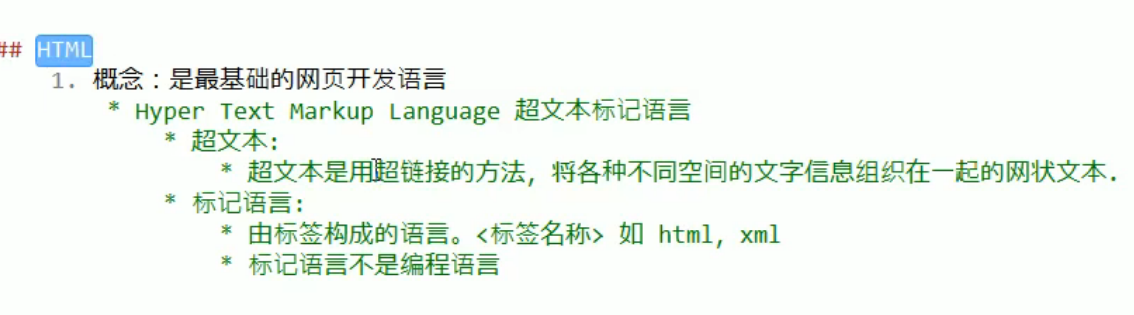 ## HTML
1. 概念：是最基础的网页开发语言
* Hyper Text Markup Language 超文本标记语言
* 超文本:
* 超文本是用超链接的方法，将各种不同空间的文字信息组织在一起的网状文本.
* 标记语言:
* 由标签构成的语言。<标签名称> 如 html, xml
* 标记语言不是编程语言